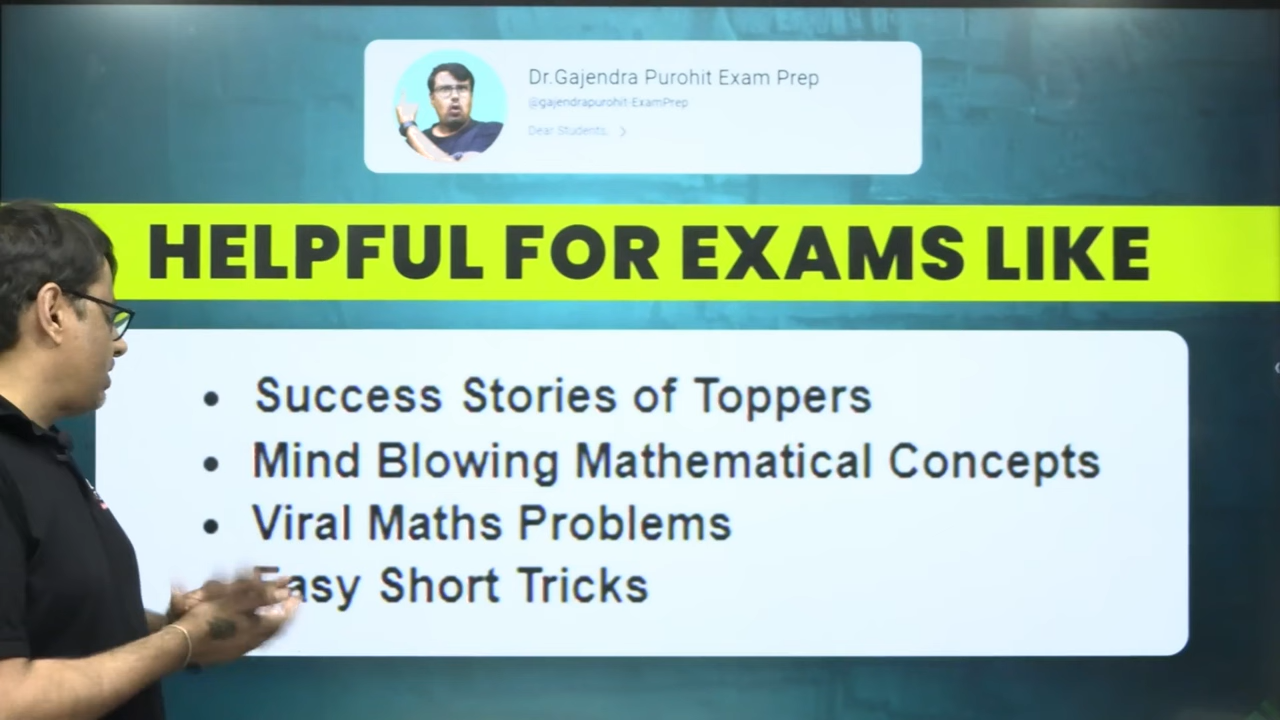 Dr.Gajendra Purohit Exam Prep
@gajendrapurohit-ExamPrep
Dear Students,
HELPFUL FOR EXAMS LIKE
• Success Stories of Toppers
• Mind Blowing Mathematical Concepts
• Viral Maths Problems
Easy Short Tricks